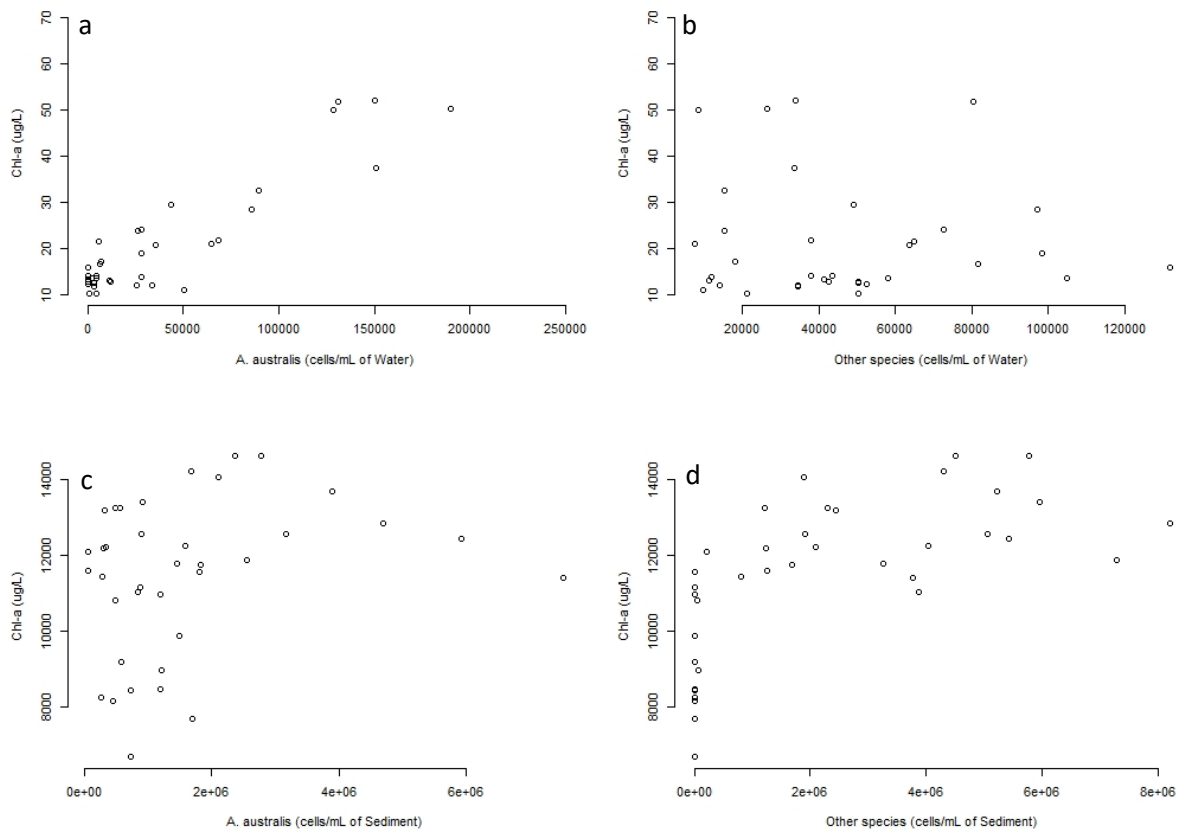 a
70
60
50
40
30
20
10
Chl-a (ug/L)
0 50000 100000 150000 200000 250000
A. australis (cells/mL of Water)
b
70
60
50
40
30
20
10
Chl-a (ug/L)
20000 40000 60000 80000 100000 120000
Other species (cells/mL of Water)
c
14000
12000
10000
8000
Chl-a (ug/L)
0e+00 2e+06 4e+06 6e+06
A. australis (cells/mL of Sediment)
d
14000
12000
10000
8000
Chl-a (ug/L)
0e+00 2e+06 4e+06 6e+06 8e+06
Other species (cells/mL of Sediment)